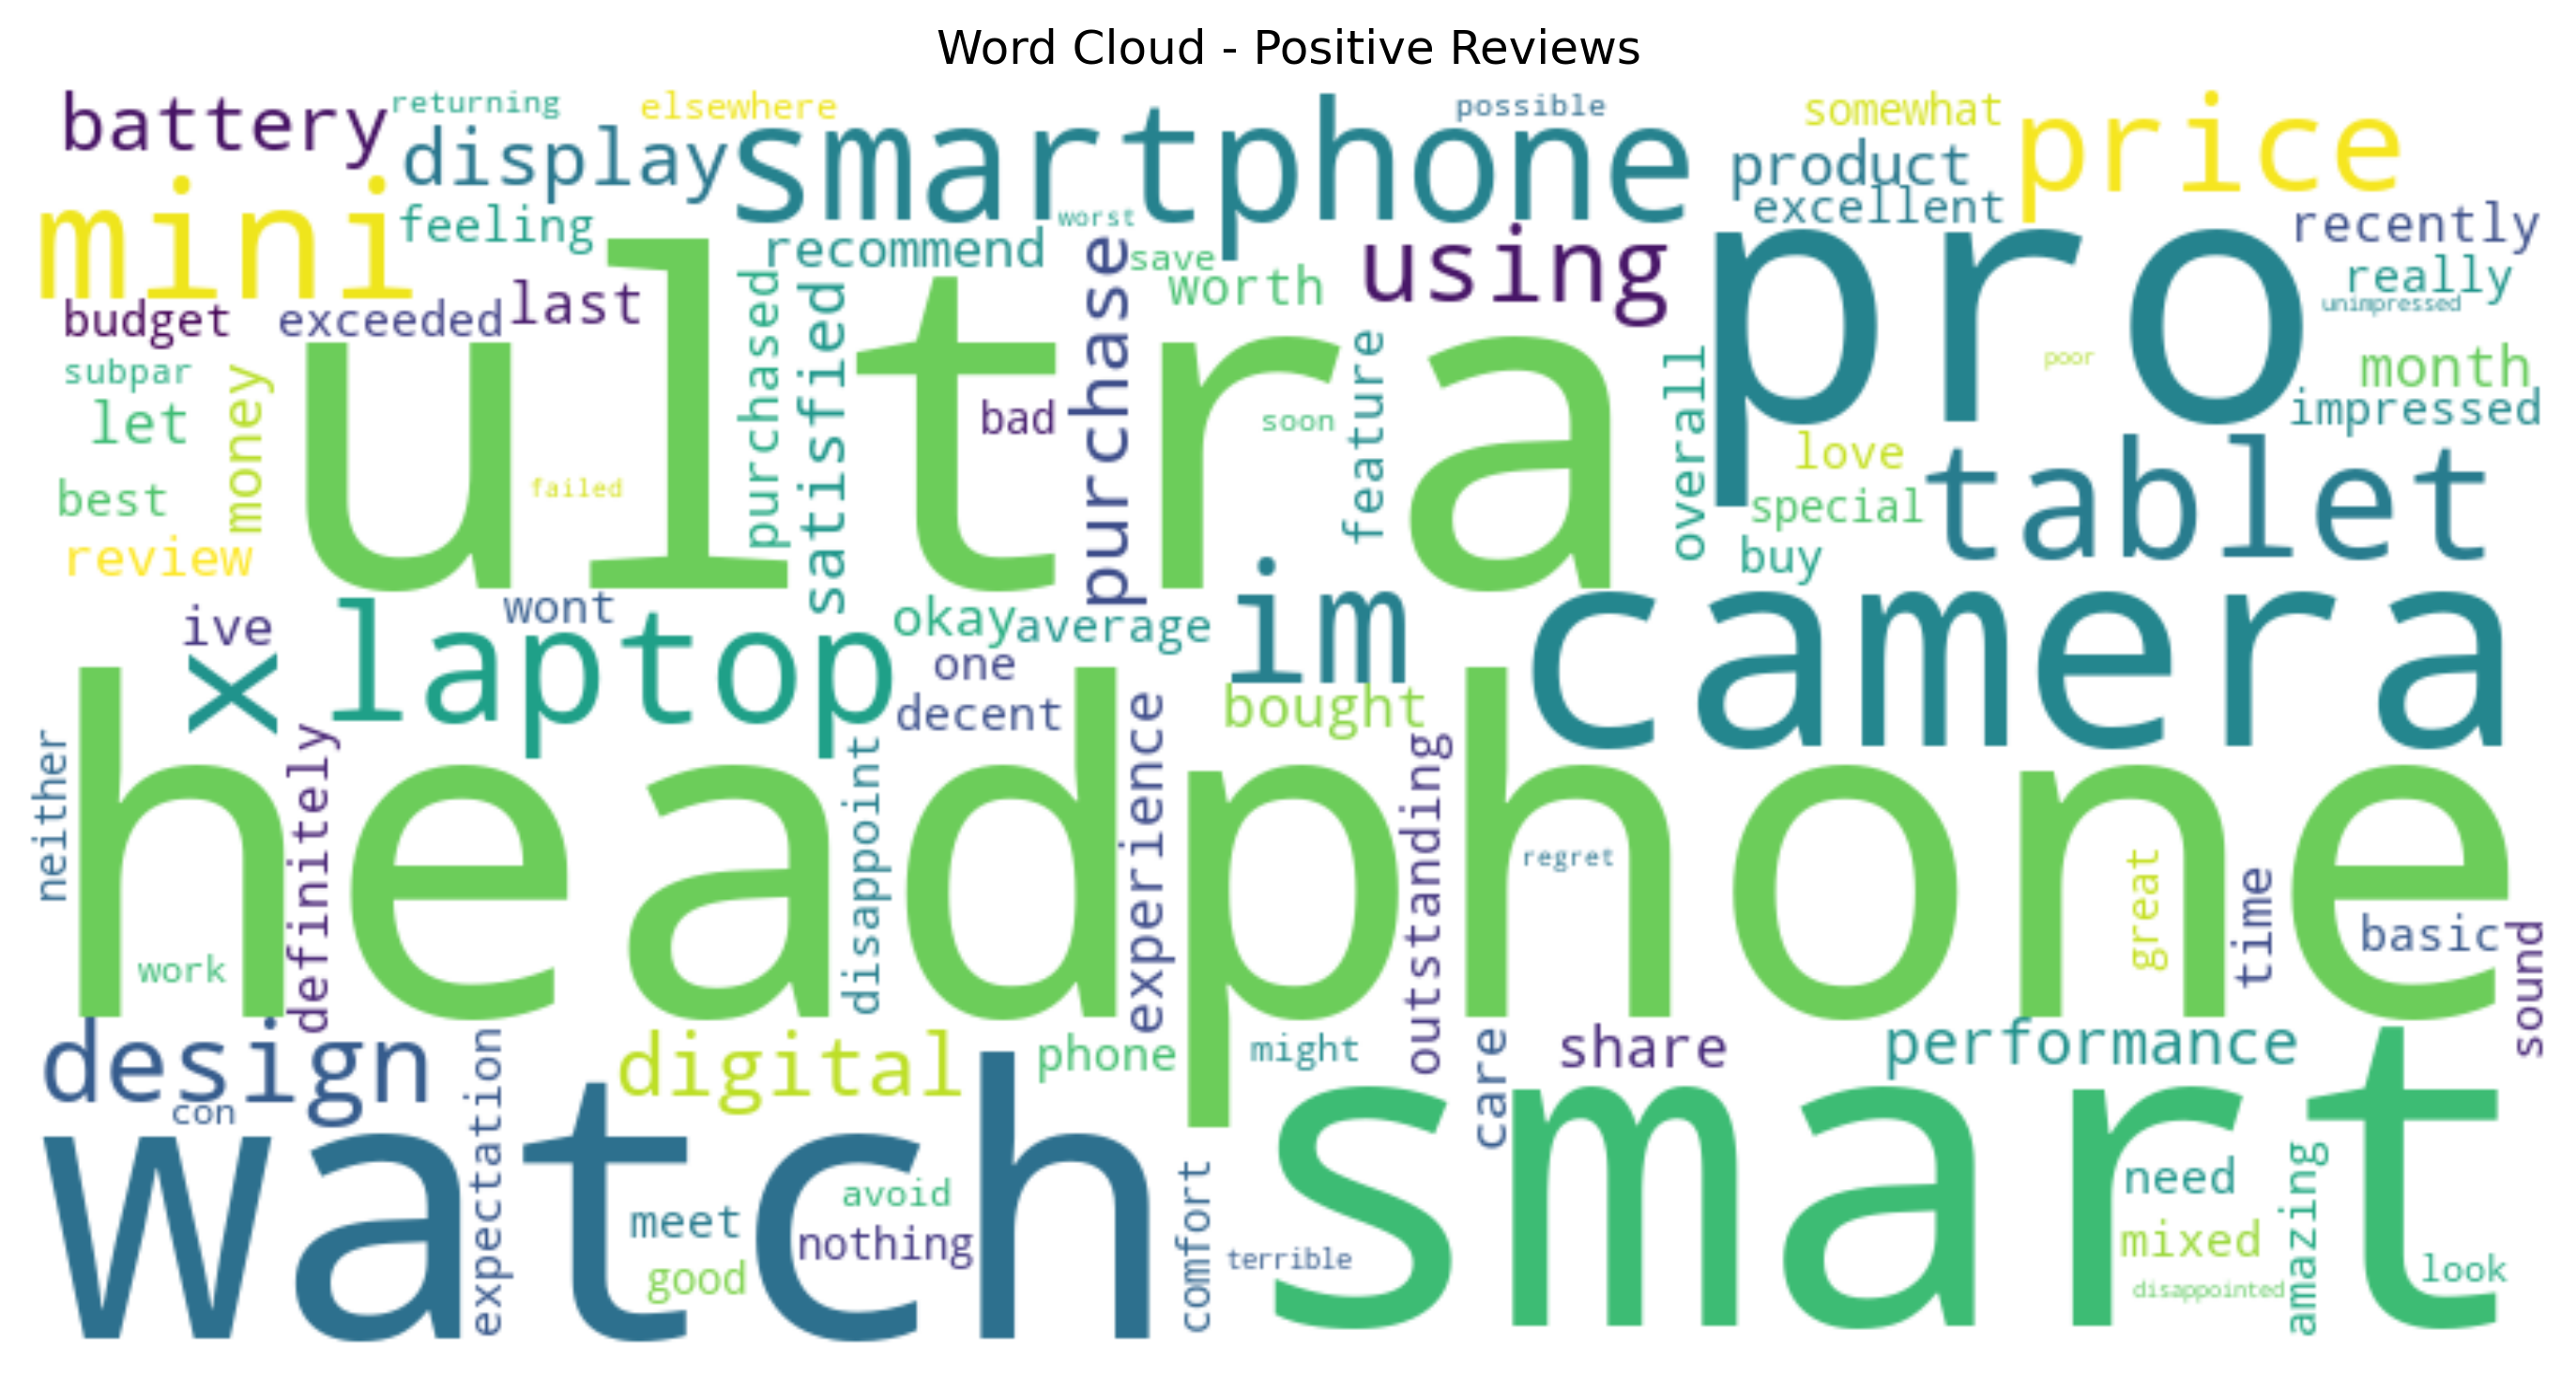 Word Cloud - Positive Reviews
battery
returning
elsewhere
smartphone
possible
somewhat
price
display
product
mini
feeling
worst
excellent
recently
recommend
save
using
pro
really
worth
unimpressed
budget
exceeded
last
ultra
purchased
satisfied
purchase
feature
overall
poor
month
subpar
money
let
bad
soon
impressed
love
tablet
best
failed
special
review
buy
ive
wont
okay
average
im
camera
x
laptop
one
decent
bought
neither
definitely
headphone
disappoint
experience
outstanding
regret
great
time
basic
sound
work
design
digital
phone
might
care
share
performance
con
expectation
watch
smart
avoid
meet
nothing
good
comfort
terrible
need
mixed
amazing
disappointed
look